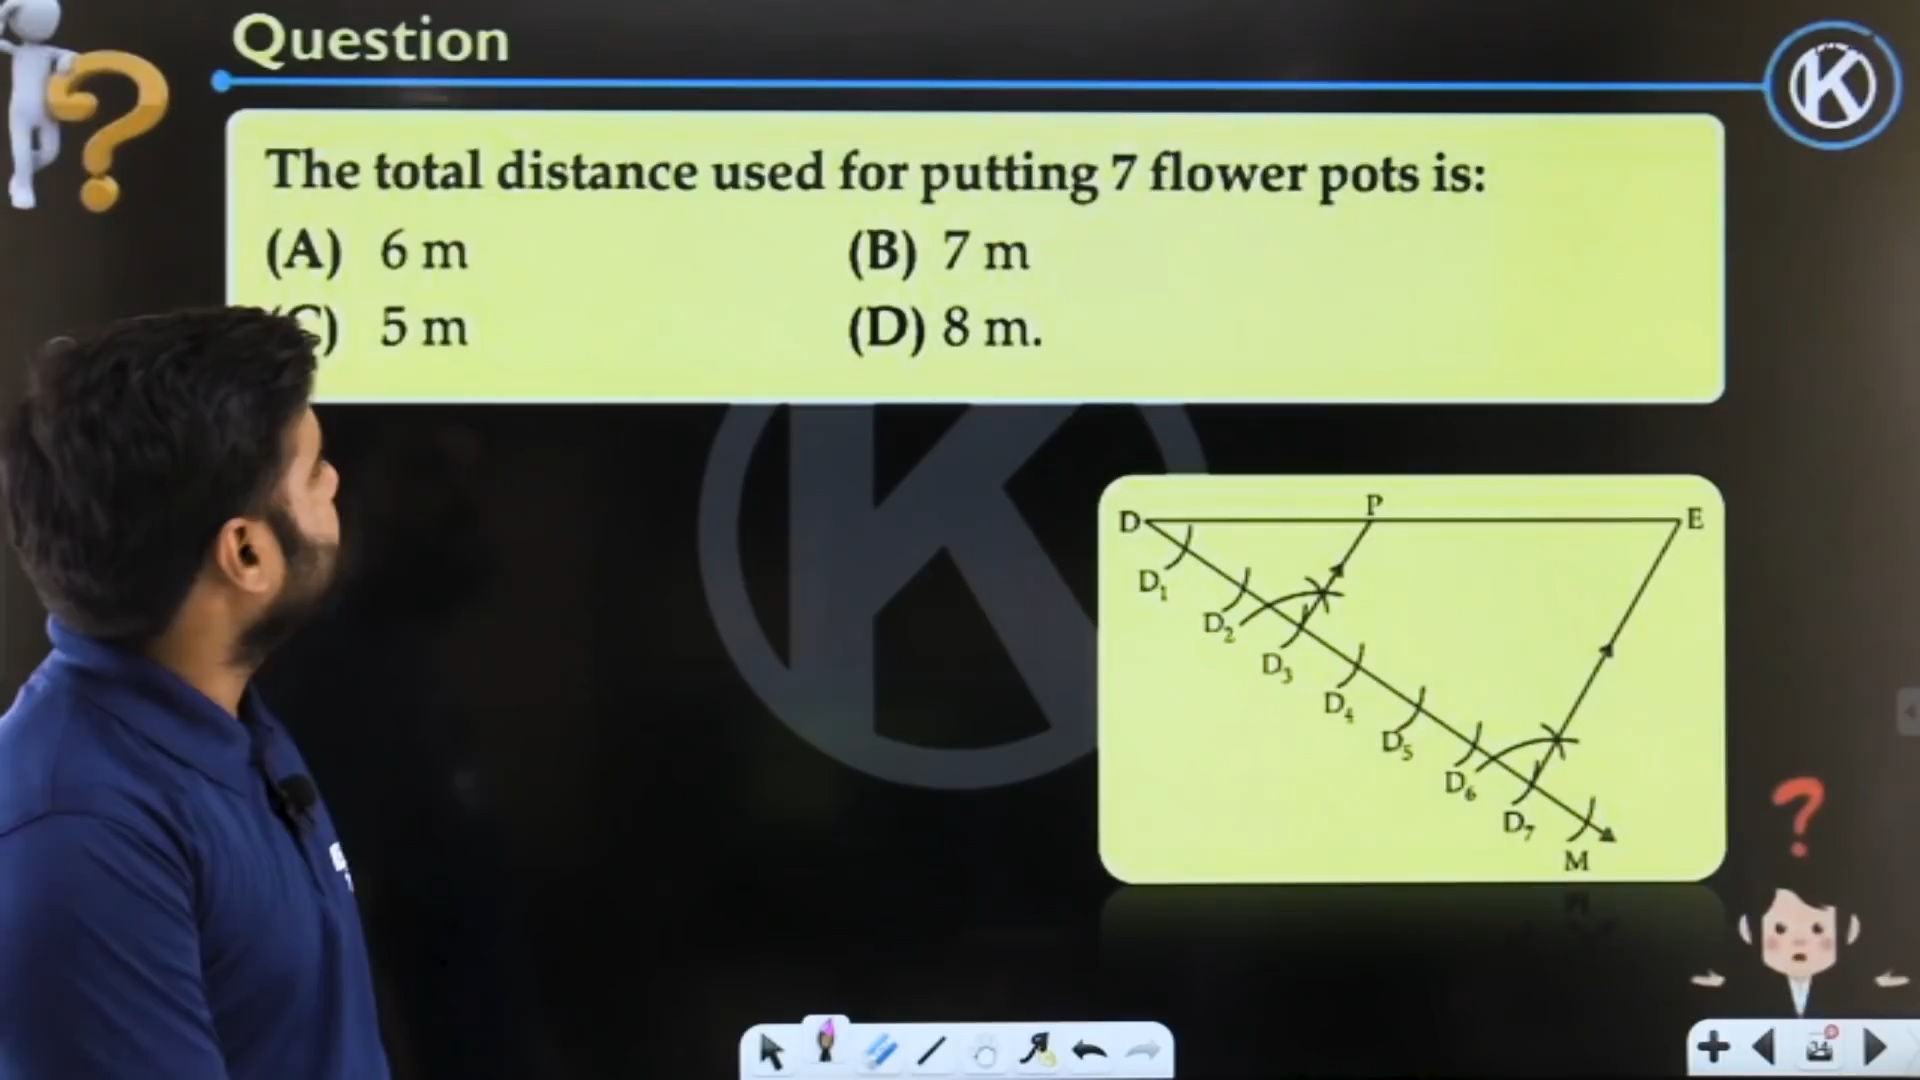 Question
The total distance used for putting 7 flower pots is:
(A) 6 m (B) 7 m
C) 5 m (D) 8 m.
D P E
D₁
D₂
D₃
D₄
D₅
D₆
D₇
M
34